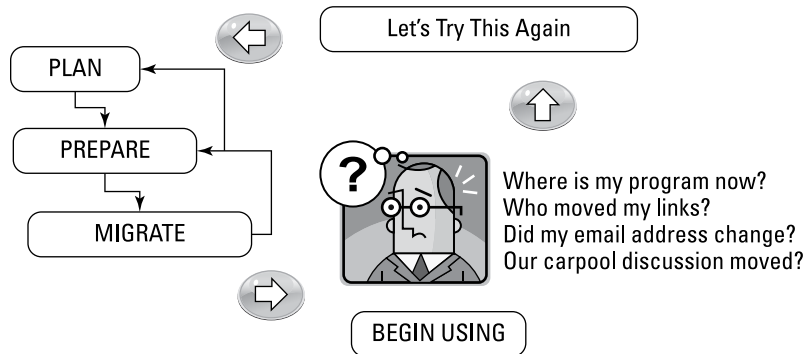 Let's Try This Again
PLAN
PREPARE
MIGRATE
?
Where is my program now?
Who moved my links?
Did my email address change?
Our carpool discussion moved?
BEGIN USING